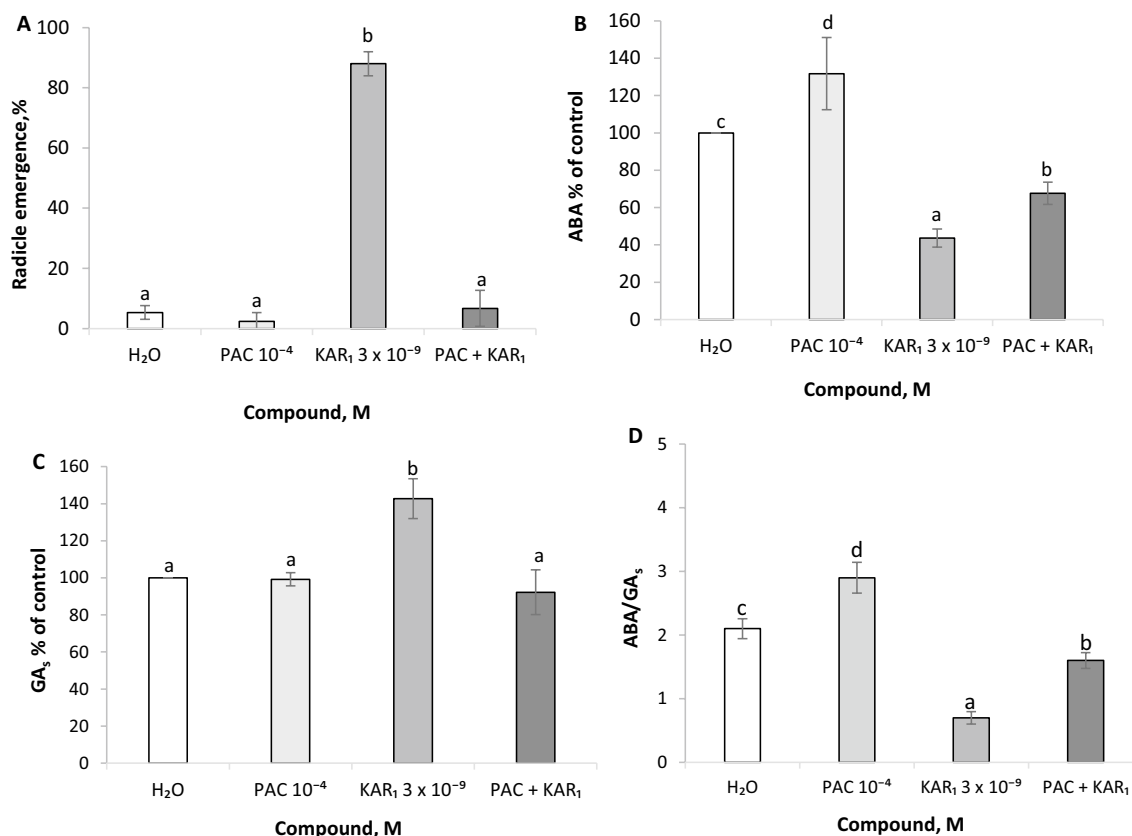 A
Radicle emergence,%
100
80
60
40
20
0
a
a
b
a
H₂O
PAC 10⁻⁴
KAR₁ 3 x 10⁻⁹
PAC + KAR₁
Compound, M
B
ABA % of control
160
140
120
100
80
60
40
20
0
c
d
a
b
H₂O
PAC 10⁻⁴
KAR₁ 3 x 10⁻⁹
PAC + KAR₁
Compound, M
C
GAₛ % of control
160
140
120
100
80
60
40
20
0
a
a
b
a
H₂O
PAC 10⁻⁴
KAR₁ 3 x 10⁻⁹
PAC + KAR₁
Compound, M
D
ABA/GAₛ
5
4
3
2
1
0
c
d
a
b
H₂O
PAC 10⁻⁴
KAR₁ 3 x 10⁻⁹
PAC + KAR₁
Compound, M